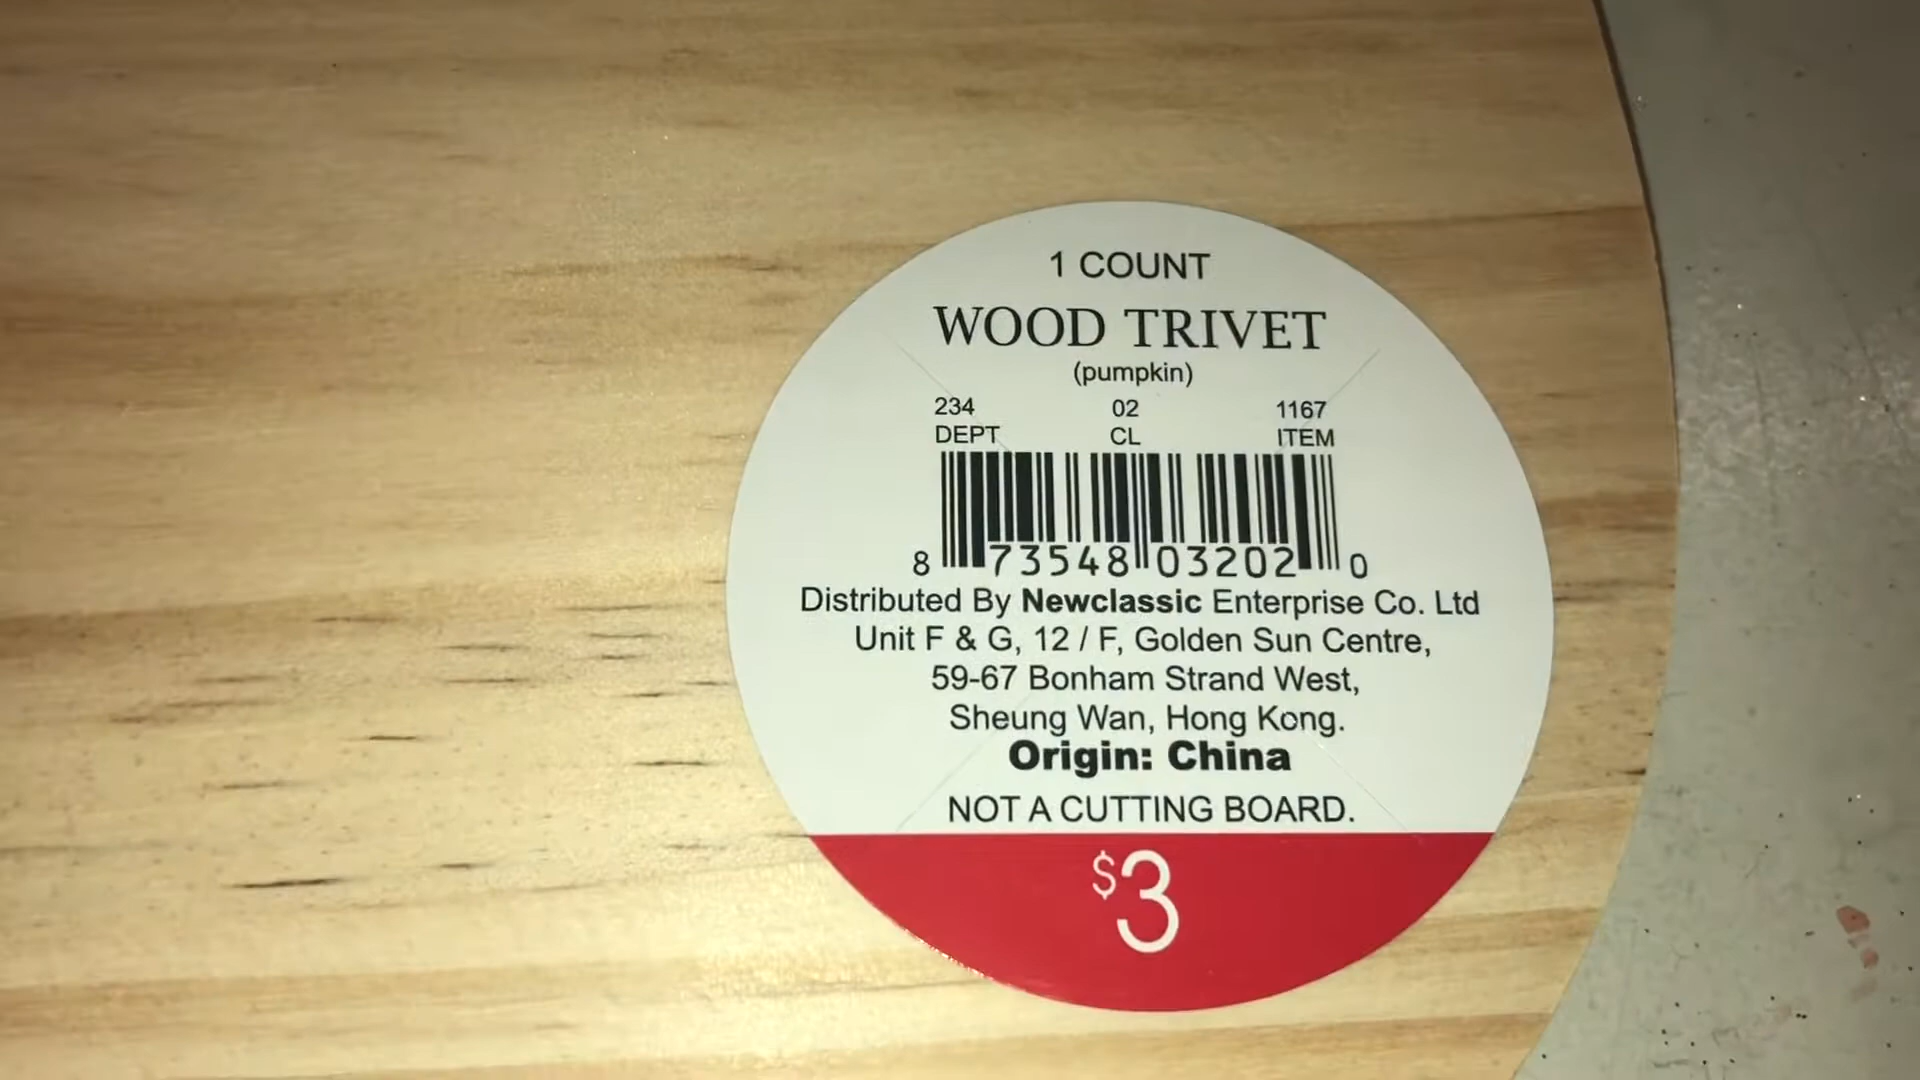 1 COUNT
WOOD TRIVET
(pumpkin)
234 02 1167
DEPT CL ITEM
8 73548 03202 0
Distributed By Newclassic Enterprise Co. Ltd
Unit F & G, 12 / F, Golden Sun Centre,
59-67 Bonham Strand West,
Sheung Wan, Hong Kong.
Origin: China
NOT A CUTTING BOARD.
$3